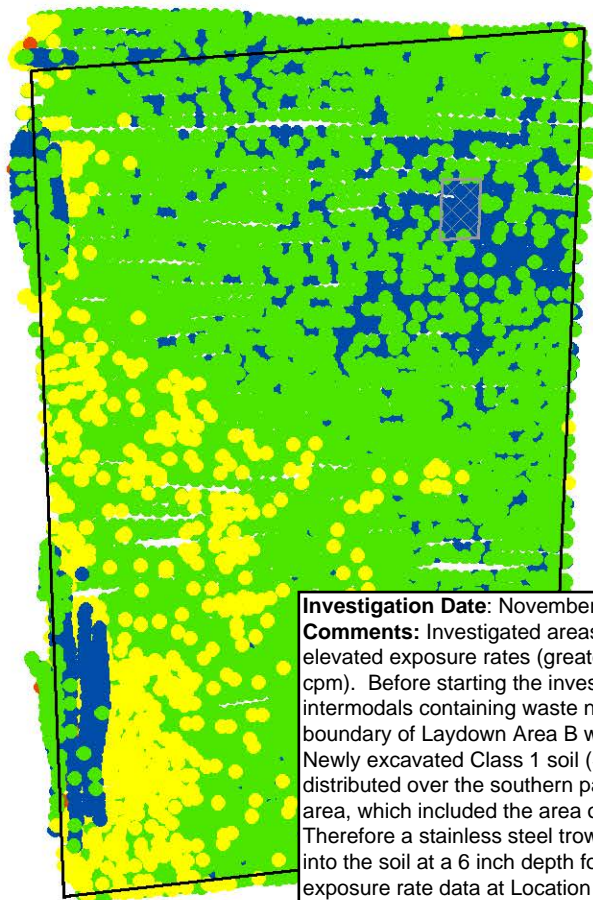 Investigation Date: November
Comments: Investigated areas
elevated exposure rates (great
cpm). Before starting the inves
intermodals containing waste n
boundary of Laydown Area B w
Newly excavated Class 1 soil (
distributed over the southern pa
area, which included the area o
Therefore a stainless steel trow
into the soil at a 6 inch depth fo
exposure rate data at Location